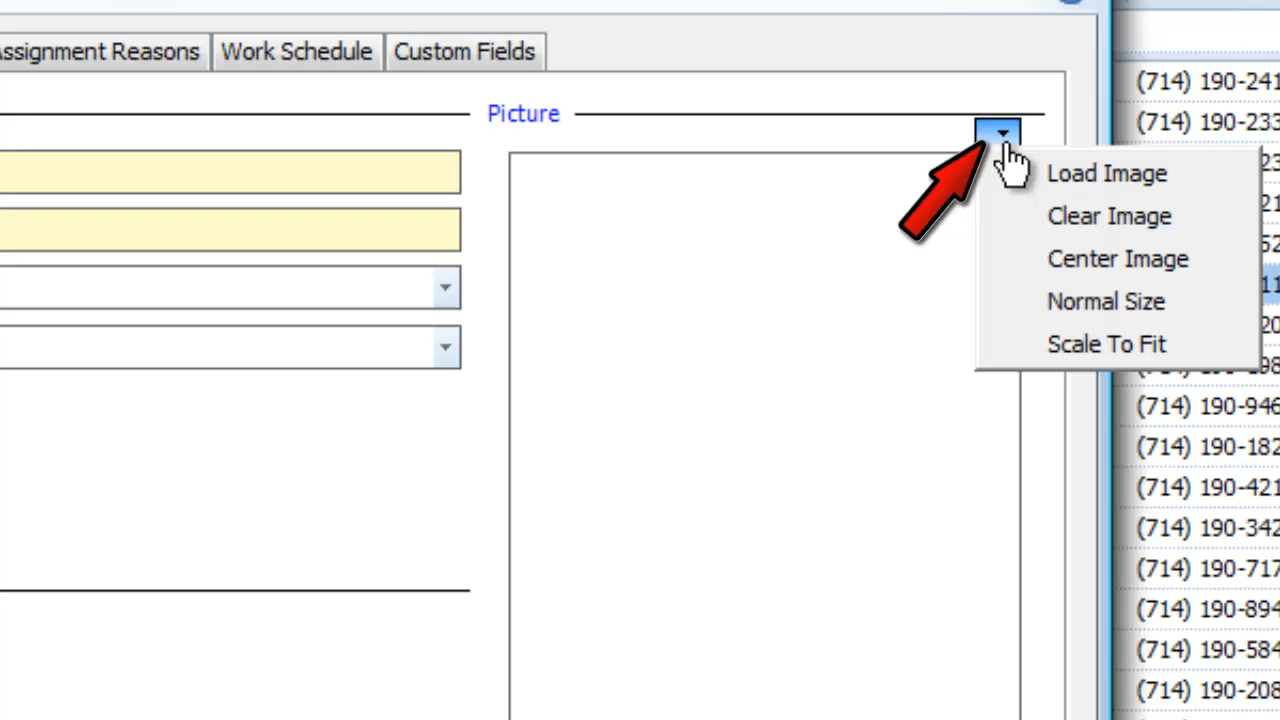 Assignment Reasons Work Schedule Custom Fields
Picture
Load Image
Clear Image
Center Image
Normal Size
Scale To Fit
(714) 190-241
(714) 190-233
(714) 190-946
(714) 190-182
(714) 190-421
(714) 190-342
(714) 190-717
(714) 190-894
(714) 190-584
(714) 190-208